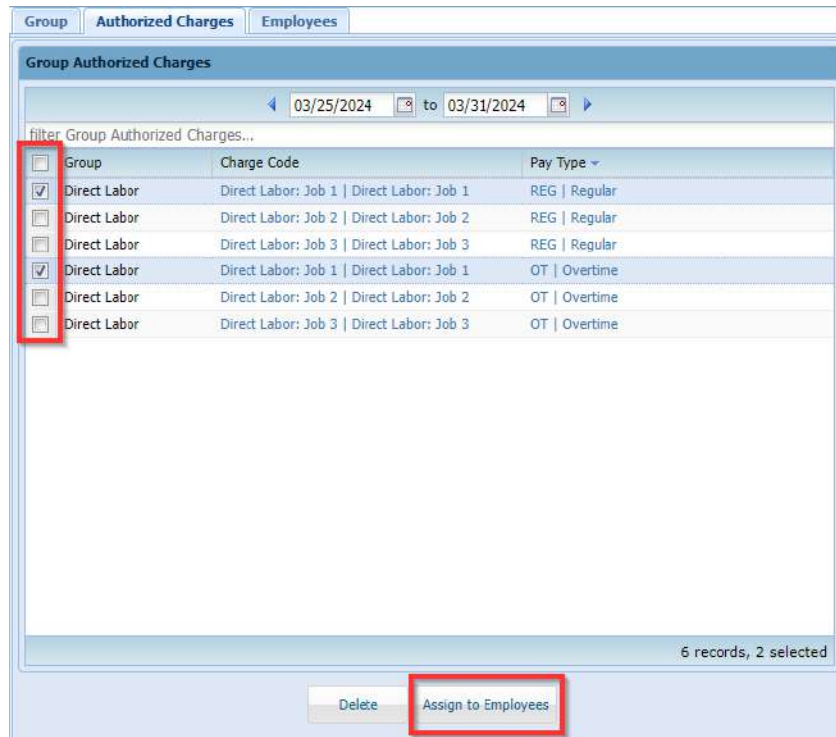 Group Authorized Charges Employees
Group Authorized Charges
03/25/2024 to 03/31/2024
filter Group Authorized Charges...
Group Charge Code Pay Type
Direct Labor Direct Labor: Job 1 | Direct Labor: Job 1 REG | Regular
Direct Labor Direct Labor: Job 2 | Direct Labor: Job 2 REG | Regular
Direct Labor Direct Labor: Job 3 | Direct Labor: Job 3 REG | Regular
Direct Labor Direct Labor: Job 1 | Direct Labor: Job 1 OT | Overtime
Direct Labor Direct Labor: Job 2 | Direct Labor: Job 2 OT | Overtime
Direct Labor Direct Labor: Job 3 | Direct Labor: Job 3 OT | Overtime
6 records, 2 selected
Delete Assign to Employees